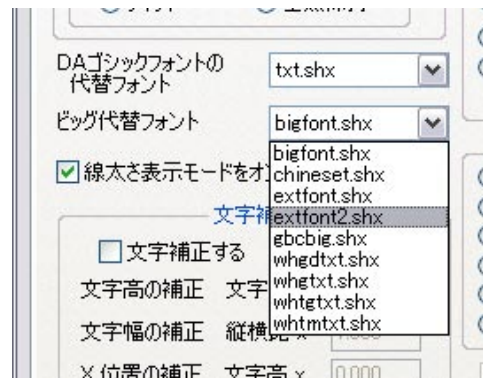 DAゴシックフォントの
代替フォント
txt.shx
ビッグ代替フォント
bigfont.shx
bigfont.shx
chineset.shx
extfont.shx
extfont2.shx
gbcbig.shx
whgdtxt.shx
whgtxt.shx
whtgtxt.shx
whtmtxt.shx
線太さ表示モードをオ
文字補
文字補正する
文字高の補正 文字
文字幅の補正 縦横
X 位置の補正 文字高 x 0.000